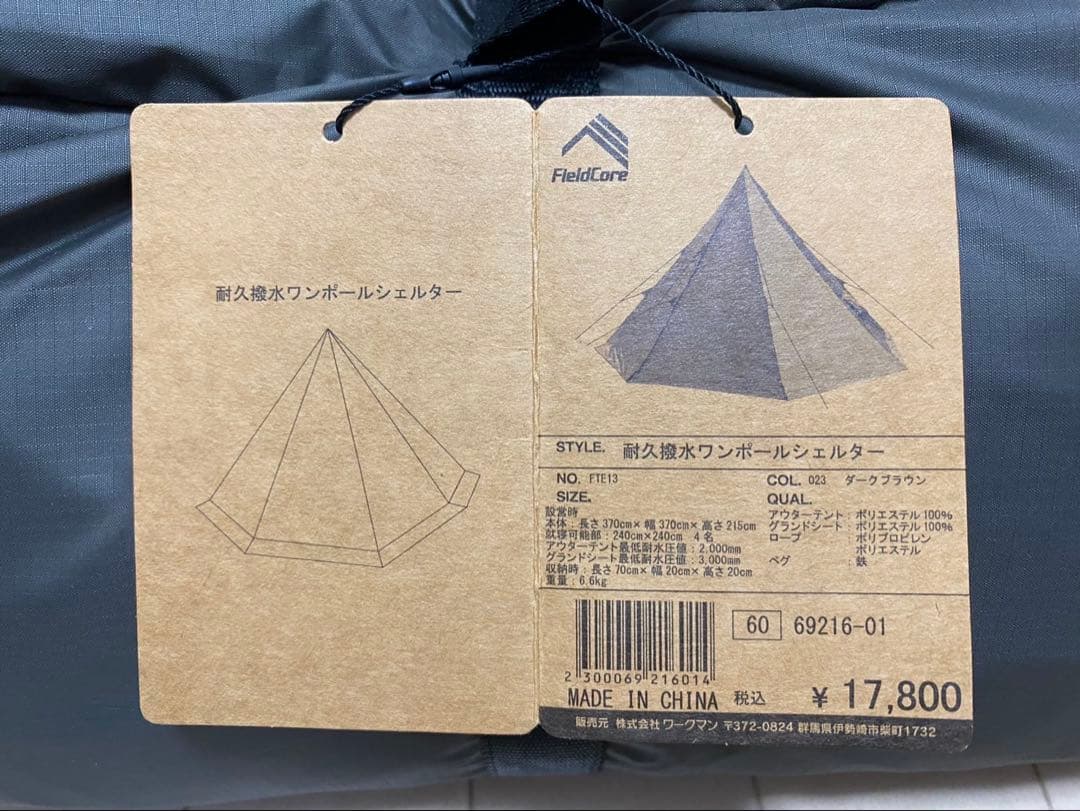 耐久撥水ワンポールシェルター
FieldCore
STYLE. 耐久撥水ワンポールシェルター
NO. FTE13
COL. 023 ダークブラウン
SIZE.
設営時
本体：長さ370cm×幅370cm×高さ215cm
就寝可能部：240cm×240cm 4名
アウターテント最低耐水圧値：2,000mm
グランドシート最低耐水圧値：3,000mm
収納時：長さ70cm×幅20cm×高さ20cm
重量：6.6kg
QUAL.
アウターテント：ポリエステル100%
グランドシート：ポリエステル100%
ロープ：ポリプロピレン
ポリエステル
ペグ：鉄
60 69216-01
2 300069 216014
MADE IN CHINA 税込 ¥17,800
販売元 株式会社 ワークマン 〒372-0824 群馬県伊勢崎市柴町1732